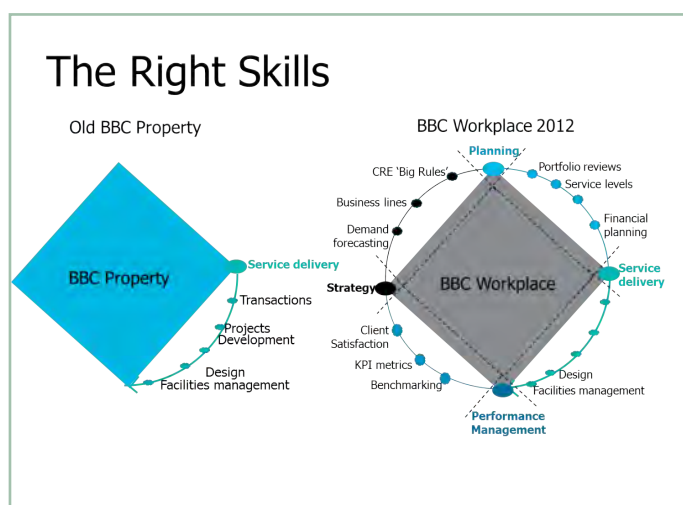 The Right Skills
Old BBC Property
BBC Property
Service delivery
Transactions
Projects
Development
Design
Facilities management
BBC Workplace 2012
Planning
CRE 'Big Rules'
Portfolio reviews
Service levels
Business lines
Financial
planning
Demand
forecasting
Strategy
BBC Workplace
Service
delivery
Client
Satisfaction
KPI metrics
Benchmarking
Design
Facilities management
Performance
Management